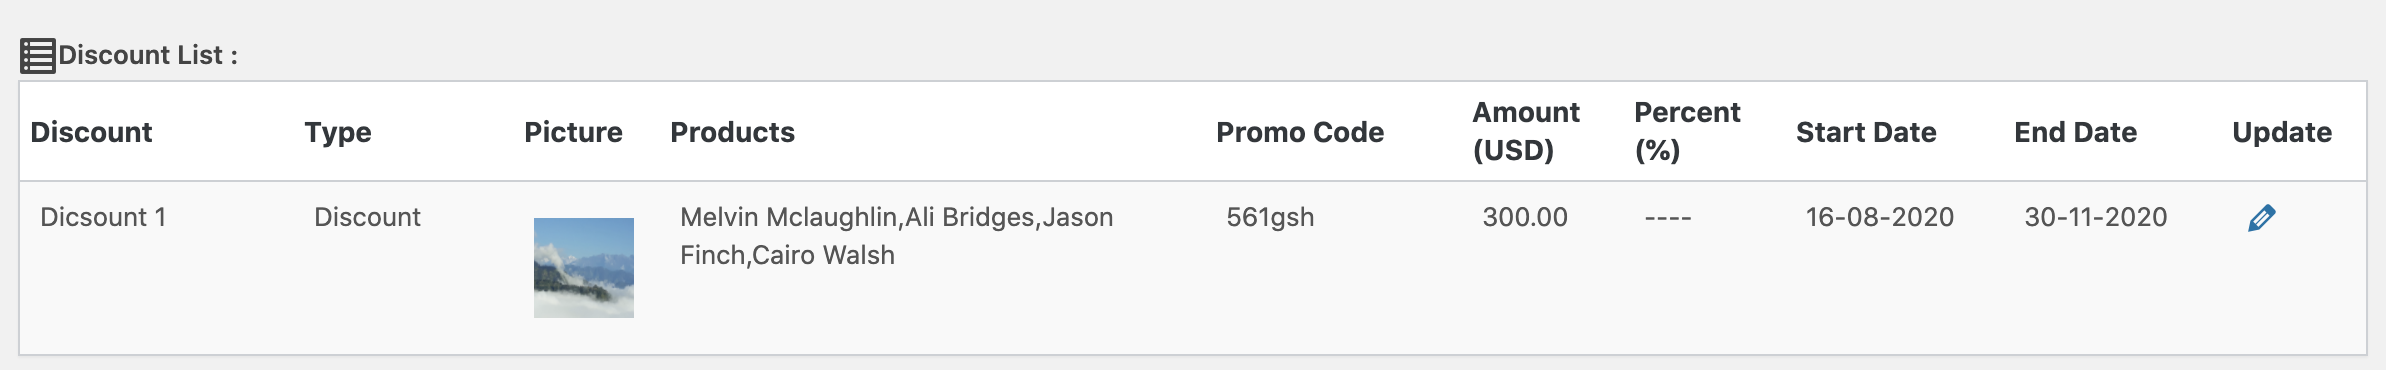 Discount List :
Discount Type Picture Products Promo Code Amount (USD) Percent (%) Start Date End Date Update
Dicsount 1 Discount Melvin Mclaughlin,Ali Bridges,Jason 561gsh 300.00 ---- 16-08-2020 30-11-2020
Finch,Cairo Walsh